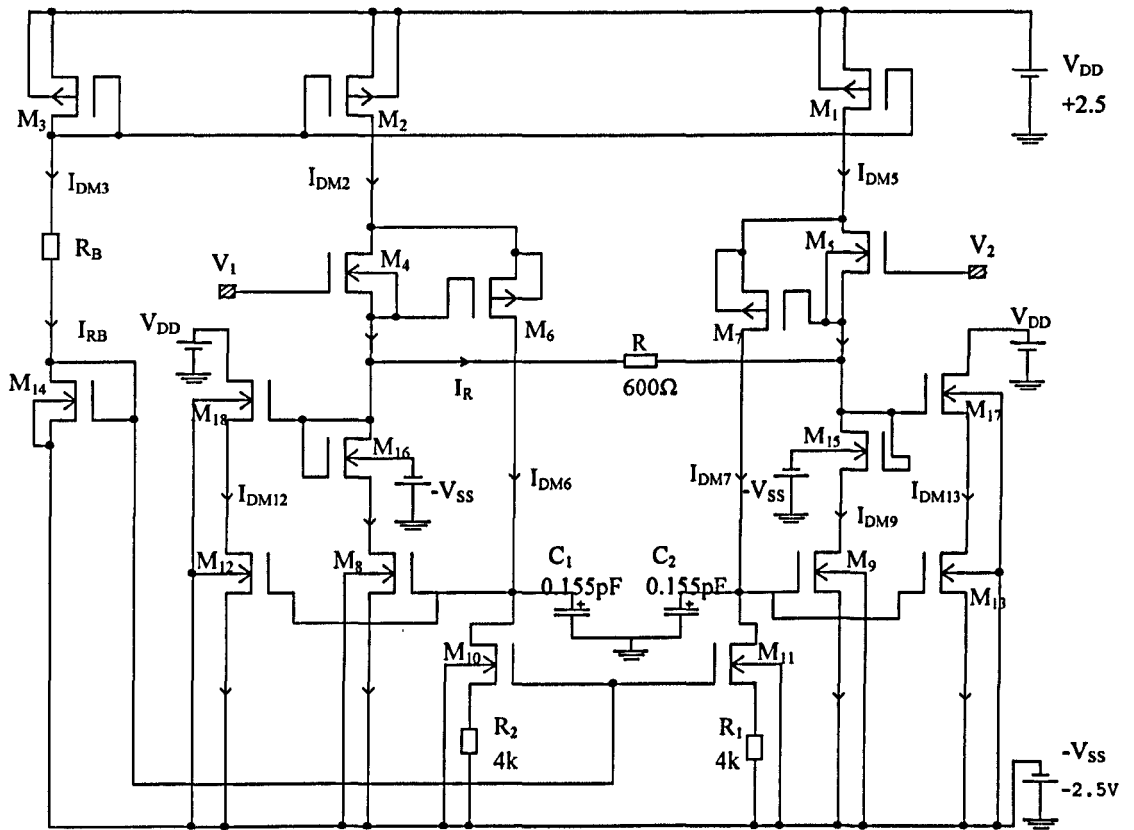 V_DD
+2.5
M_3
M_2
M_1
I_DM3
I_DM2
I_DM5
R_B
V_1
M_4
M_5
V_2
M_6
M_7
I_RB
V_DD
R
V_DD
M_14
I_R
600Ω
M_18
M_17
M_16
M_15
-V_SS
-V_SS
I_DM12
I_DM6
I_DM7
I_DM13
I_DM9
M_12
M_8
C_1
C_2
M_9
0.155pF
0.155pF
M_13
M_10
M_11
R_2
R_1
4k
4k
-V_SS
-2.5V